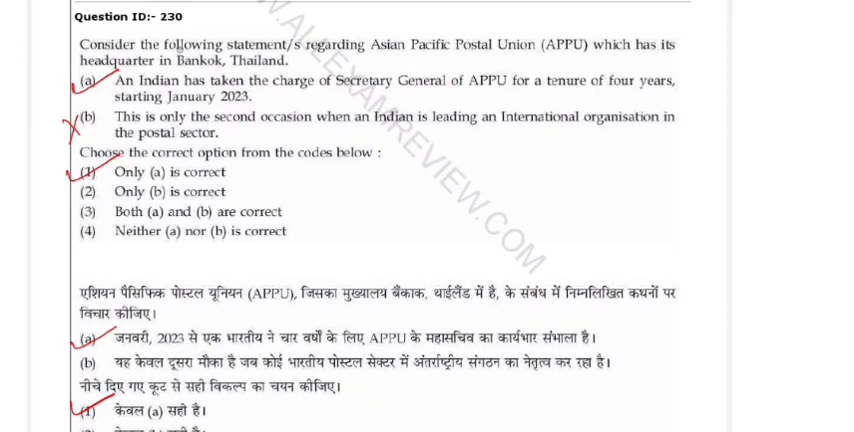 Question ID:- 230
Consider the following statement/s regarding Asian Pacific Postal Union (APPU) which has its
headquarter in Bankok, Thailand.
(a) An Indian has taken the charge of Secretary General of APPU for a tenure of four years,
starting January 2023.
(b) This is only the second occasion when an Indian is leading an International organisation in
the postal sector.
Choose the correct option from the codes below :
(1) Only (a) is correct
(2) Only (b) is correct
(3) Both (a) and (b) are correct
(4) Neither (a) nor (b) is correct
W.ALLEXAMREVIEW.COM
एशियन पैसिफिक पोस्टल यूनियन (APPU), जिसका मुख्यालय बैंकाक, थाईलैंड में है, के संबंध में निम्नलिखित कथनों पर
विचार कीजिए।
(a) जनवरी, 2023 से एक भारतीय ने चार वर्षों के लिए APPU के महासचिव का कार्यभार संभाला है।
(b) यह केवल दूसरा मौका है जब कोई भारतीय पोस्टल सेक्टर में अंतर्राष्ट्रीय संगठन का नेतृत्व कर रहा है।
नीचे दिए गए कूट से सही विकल्प का चयन कीजिए।
(1) केवल (a) सही है।